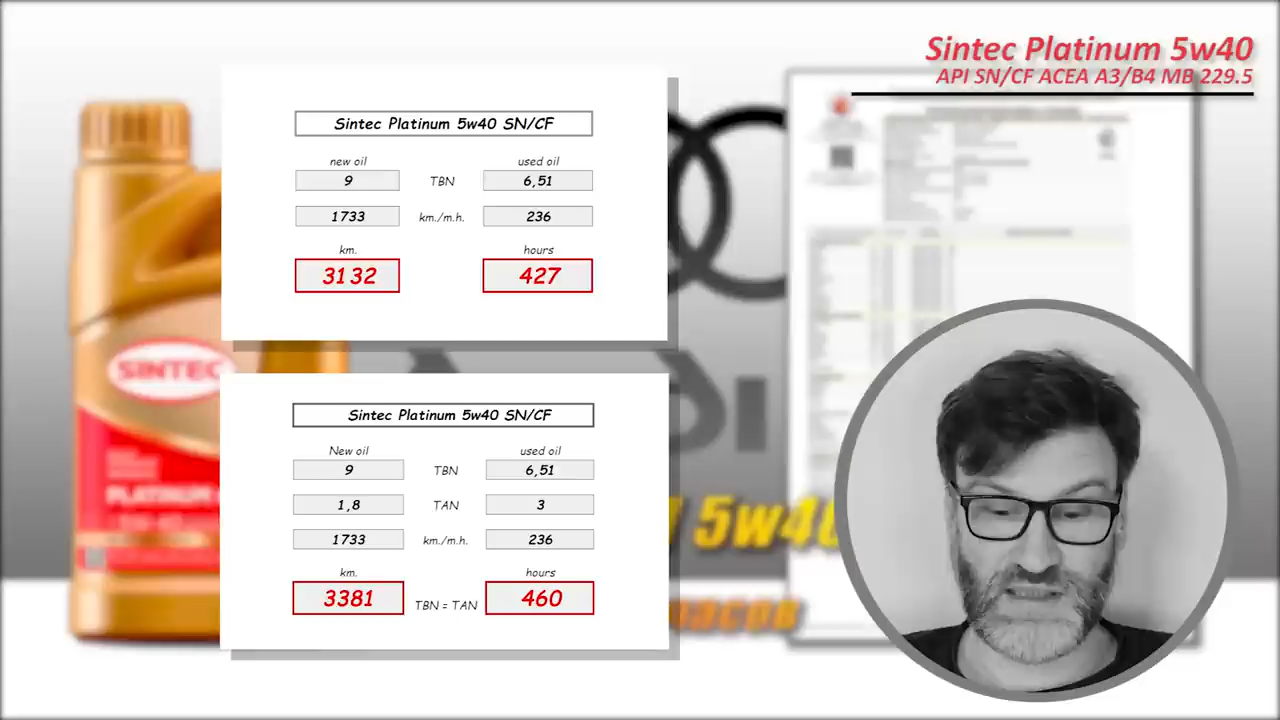 Sintec Platinum 5w40
API SN/CF ACEA A3/B4 MB 229.5
Sintec Platinum 5w40 SN/CF
new oil used oil
9 TBN 6,51
1733 km./m.h. 236
km. hours
3132 427
SINTEC
Sintec Platinum 5w40 SN/CF
New oil used oil
9 TBN 6,51
1,8 TAN 3
1733 km./m.h. 236
km. hours
3381 TBN = TAN 460
PLATINUM
5w40